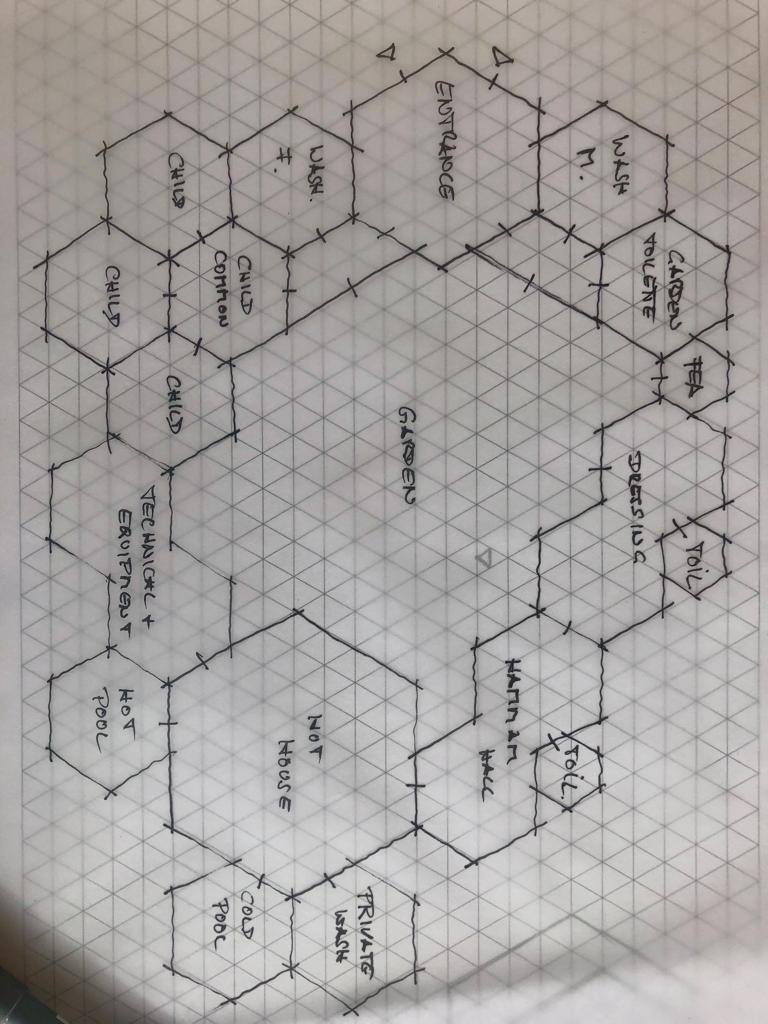 GARDEN
TOILETTE
TEA
TOiL
DRESSING
WASH
M.
TOiL.
HAMMAM
HALL
ENTRANCE
GARDEN
PRIVATE
WASH
HOT
HOUSE
WASH.
F.
CHILD
COMMON
COLD
POOL
CHILD
CHILD
TECHNICAL +
EQUIPMENT
HOT
POOL
CHILD